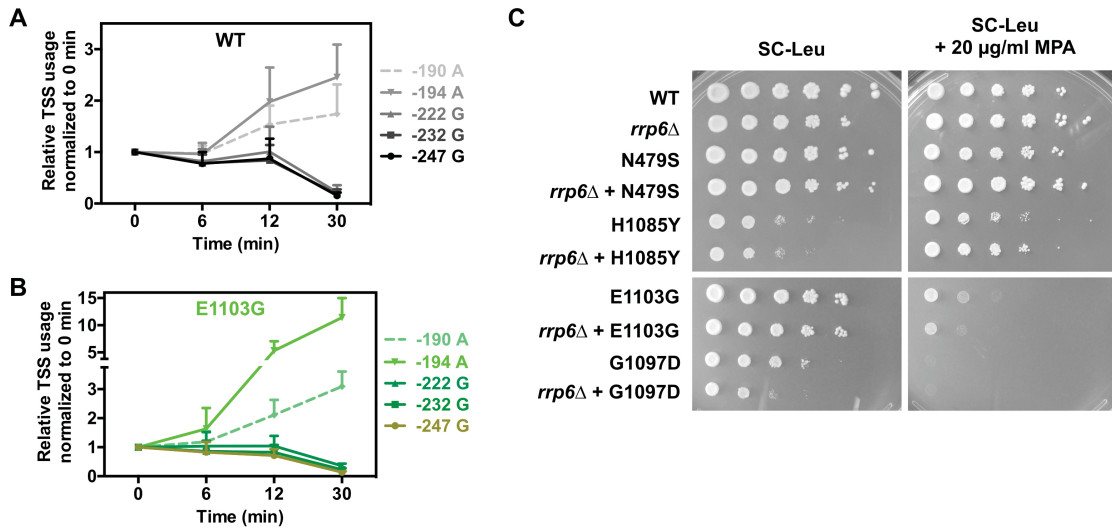 A
Relative TSS usage
normalized to 0 min
WT
3
2
1
0
0 6 12 30
Time (min)
-190 A
-194 A
-222 G
-232 G
-247 G
B
Relative TSS usage
normalized to 0 min
E1103G
15
10
5
3
2
1
0
0 6 12 30
Time (min)
-190 A
-194 A
-222 G
-232 G
-247 G
C
SC-Leu
SC-Leu
+ 20 µg/ml MPA
WT
rrp6Δ
N479S
rrp6Δ + N479S
H1085Y
rrp6Δ + H1085Y
E1103G
rrp6Δ + E1103G
G1097D
rrp6Δ + G1097D